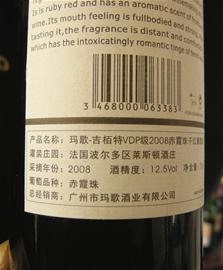 is ruby red and has an aromatic scent of
wine. Its mouth feeling is fullbodied and strong
tasting it, the fragrance is distinct and
which has the intoxicatingly romantic tinge of
3 468000 063383
产品名称：玛歌·吉栢特VDP级2008赤霞珠干红
灌装庄园：法国波尔多区莱斯顿酒庄
采摘年份：2008 酒精度：12.5Vol
葡萄品种：赤霞珠
总经销商：广州市玛歌酒业有限公司